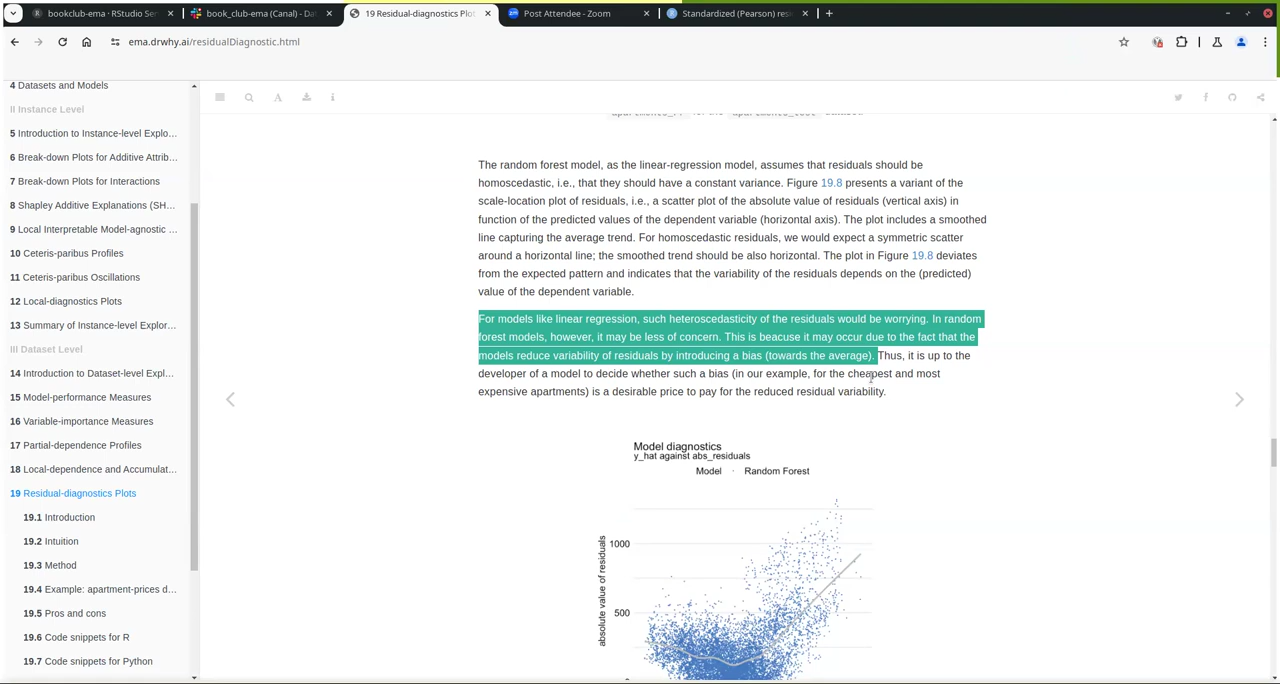 bookclub-ema · RStudio Ser
book_club-ema (Canal) - Dat
19 Residual-diagnostics Plot
Post Attendee - Zoom
Standardized (Pearson) resi
ema.drwhy.ai/residualDiagnostic.html
4 Datasets and Models
II Instance Level
5 Introduction to Instance-level Explo...
6 Break-down Plots for Additive Attrib...
7 Break-down Plots for Interactions
8 Shapley Additive Explanations (SH...
9 Local Interpretable Model-agnostic ...
10 Ceteris-paribus Profiles
11 Ceteris-paribus Oscillations
12 Local-diagnostics Plots
13 Summary of Instance-level Explor...
III Dataset Level
14 Introduction to Dataset-level Expl...
15 Model-performance Measures
16 Variable-importance Measures
17 Partial-dependence Profiles
18 Local-dependence and Accumulat...
19 Residual-diagnostics Plots
19.1 Introduction
19.2 Intuition
19.3 Method
19.4 Example: apartment-prices d...
19.5 Pros and cons
19.6 Code snippets for R
19.7 Code snippets for Python
The random forest model, as the linear-regression model, assumes that residuals should be
homoscedastic, i.e., that they should have a constant variance. Figure 19.8 presents a variant of the
scale-location plot of residuals, i.e., a scatter plot of the absolute value of residuals (vertical axis) in
function of the predicted values of the dependent variable (horizontal axis). The plot includes a smoothed
line capturing the average trend. For homoscedastic residuals, we would expect a symmetric scatter
around a horizontal line; the smoothed trend should be also horizontal. The plot in Figure 19.8 deviates
from the expected pattern and indicates that the variability of the residuals depends on the (predicted)
value of the dependent variable.
For models like linear regression, such heteroscedasticity of the residuals would be worrying. In random
forest models, however, it may be less of concern. This is beacuse it may occur due to the fact that the
models reduce variability of residuals by introducing a bias (towards the average). Thus, it is up to the
developer of a model to decide whether such a bias (in our example, for the cheapest and most
expensive apartments) is a desirable price to pay for the reduced residual variability.
Model diagnostics
y_hat against abs_residuals
Model · Random Forest
absolute value of residuals
1000
500